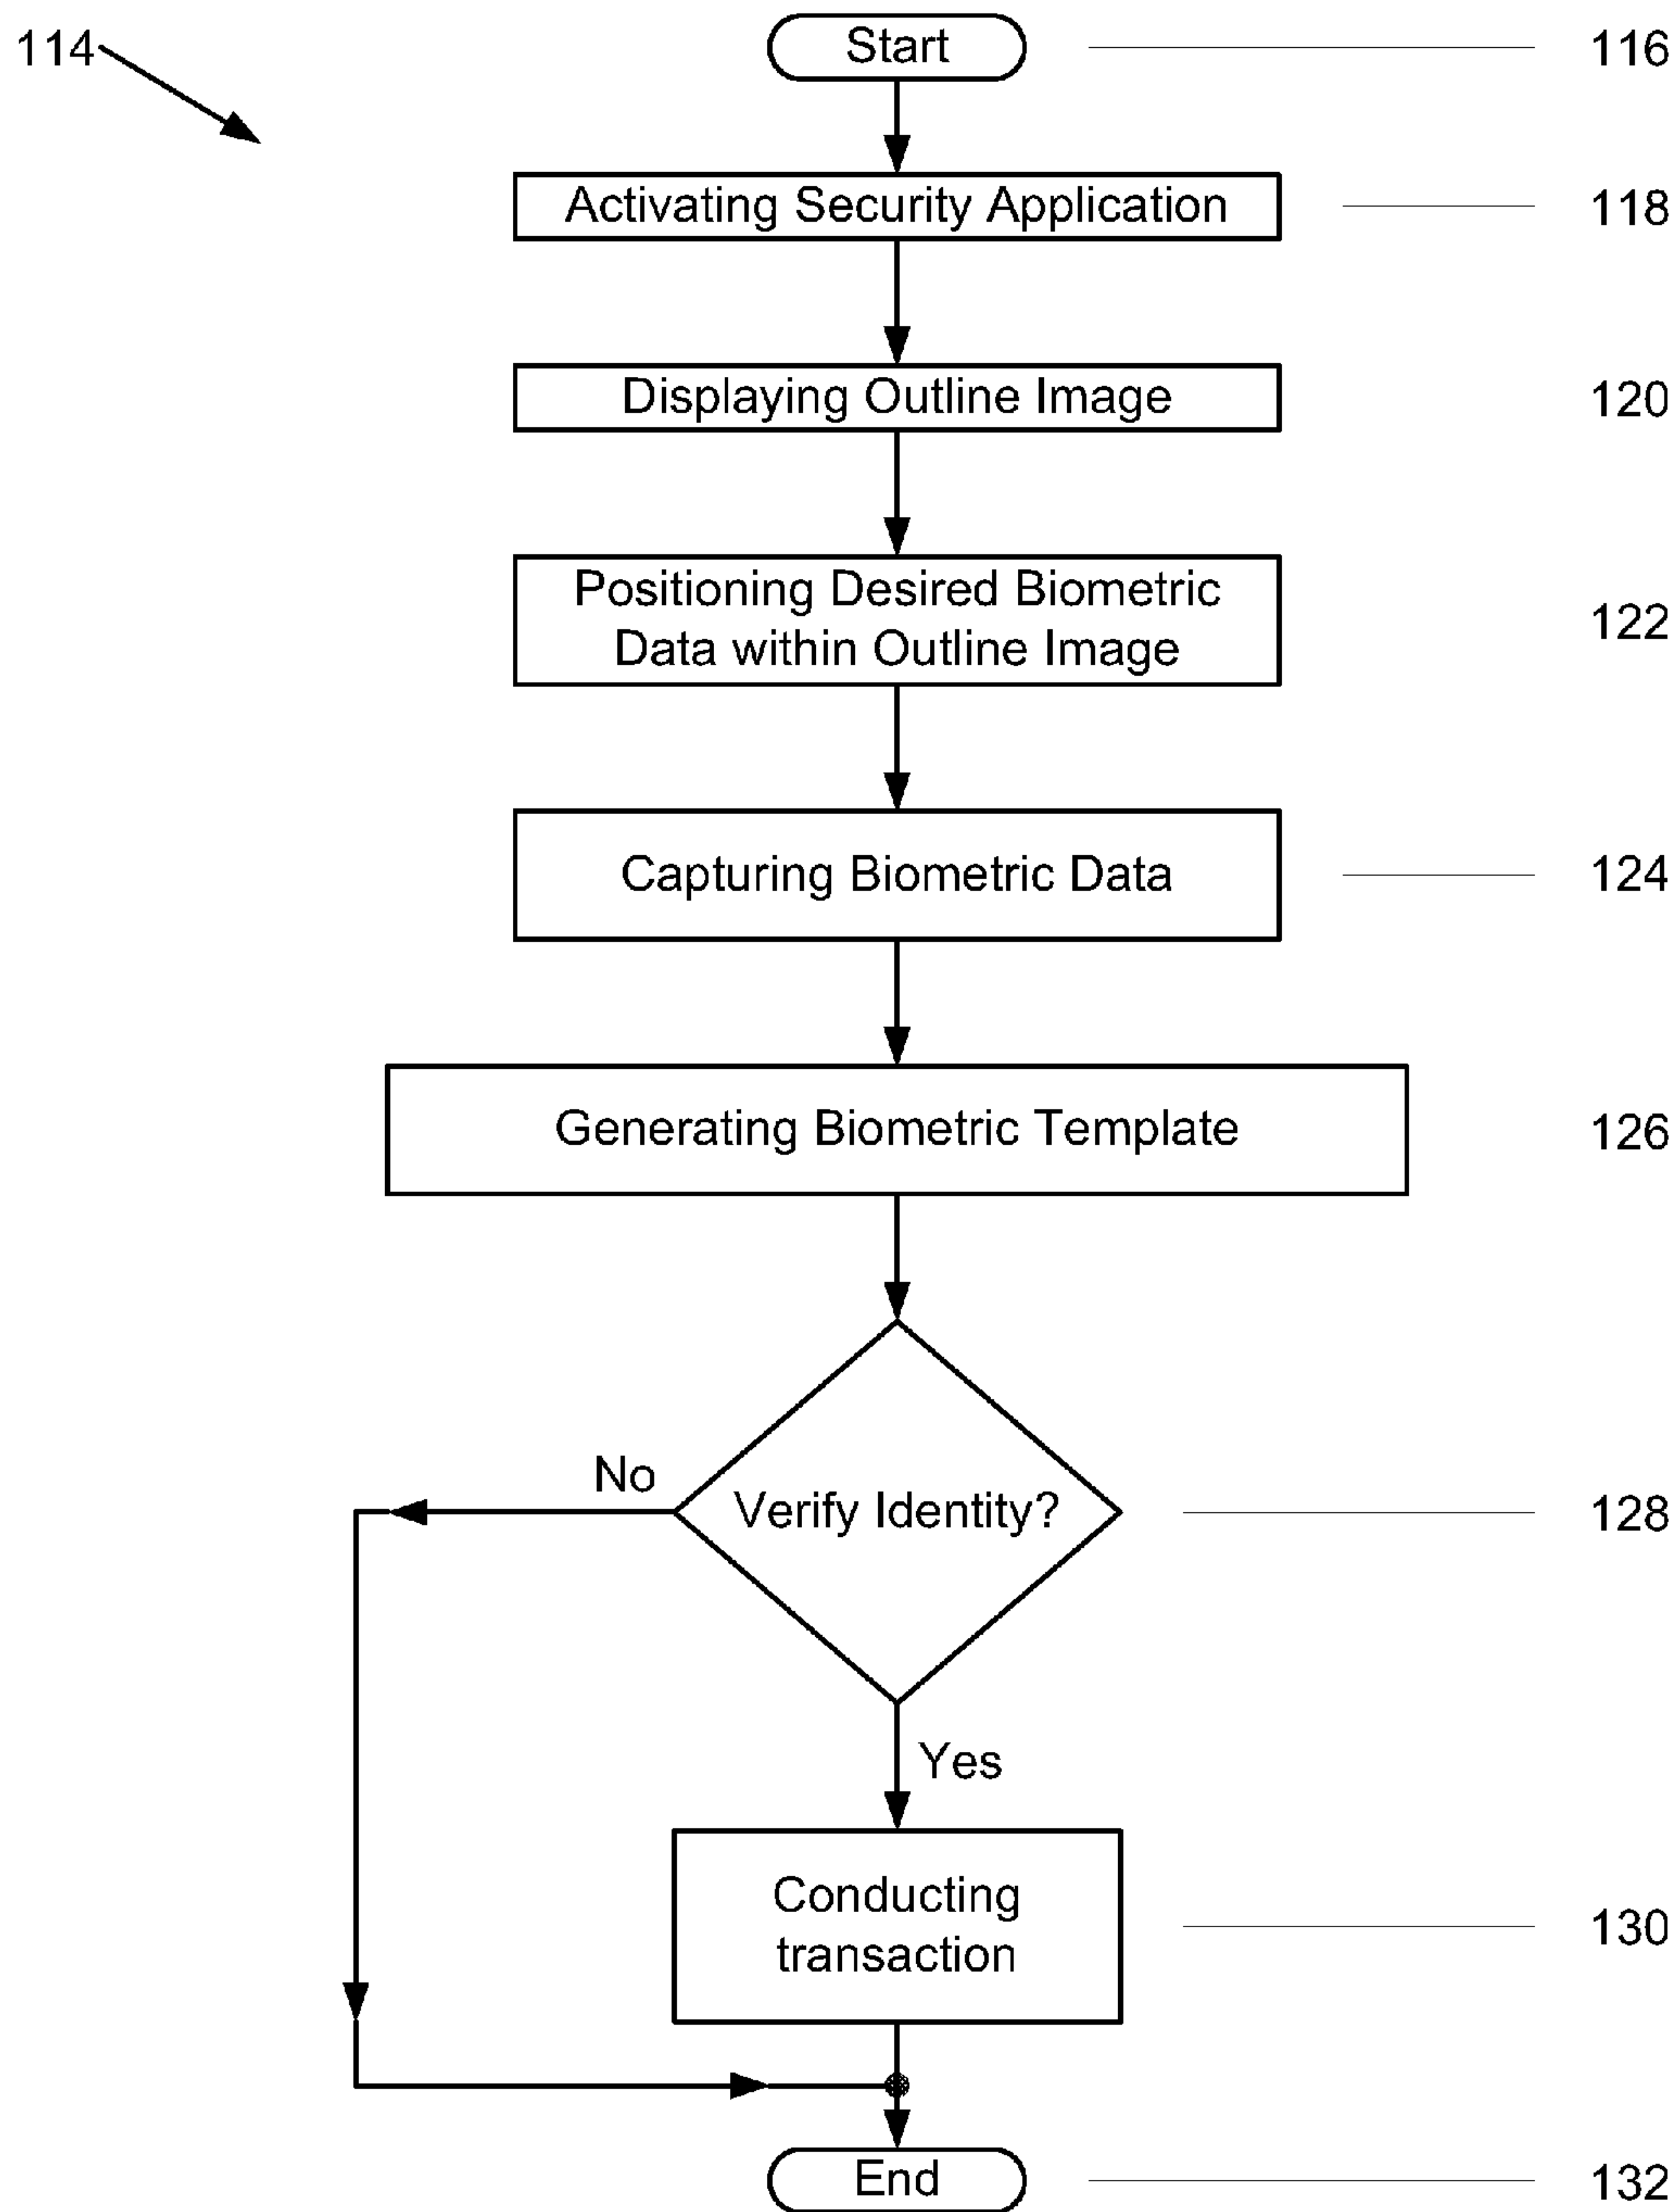 114
Start
116
Activating Security Application
118
Displaying Outline Image
120
Positioning Desired Biometric
Data within Outline Image
122
Capturing Biometric Data
124
Generating Biometric Template
126
No
Verify Identity?
128
Yes
Conducting
transaction
130
End
132